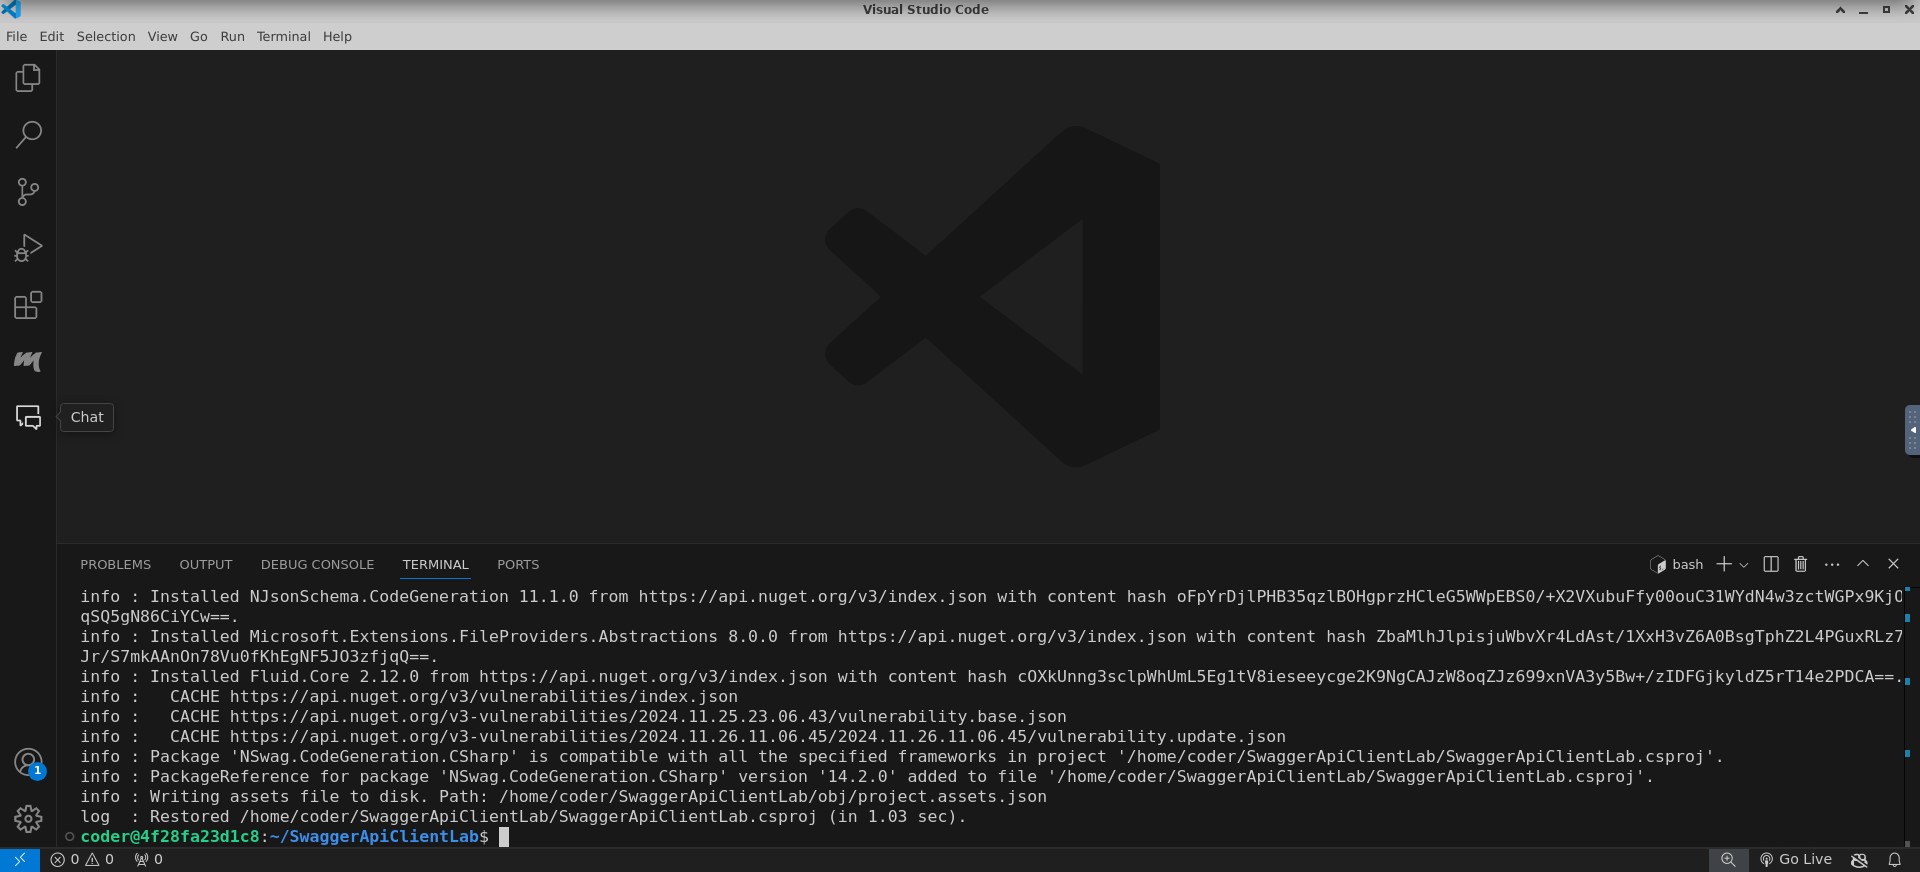 Visual Studio Code
File Edit Selection View Go Run Terminal Help
Chat
PROBLEMS OUTPUT DEBUG CONSOLE TERMINAL PORTS
bash
info : Installed NJsonSchema.CodeGeneration 11.1.0 from https://api.nuget.org/v3/index.json with content hash oFpYrDjlPHB35qzlBOHgprzHCleG5WWpEBS0/+X2VXubuFfy00ouC31WYdN4w3zctWGPx9KjO
qSQ5gN86CiYCw==.
info : Installed Microsoft.Extensions.FileProviders.Abstractions 8.0.0 from https://api.nuget.org/v3/index.json with content hash ZbaMlhJlpisjuWbvXr4LdAst/1XxH3vZ6A0BsgTphZ2L4PGuxRLz7
Jr/S7mkAAnOn78Vu0fKhEgNF5JO3zfjqQ==.
info : Installed Fluid.Core 2.12.0 from https://api.nuget.org/v3/index.json with content hash cOXkUnng3sclpWhUmL5Eg1tV8ieseeycge2K9NgCAJzW8oqZJz699xnVA3y5Bw+/zIDFGjkyldZ5rT14e2PDCA==.
info :   CACHE https://api.nuget.org/v3/vulnerabilities/index.json
info :   CACHE https://api.nuget.org/v3-vulnerabilities/2024.11.25.23.06.43/vulnerability.base.json
info :   CACHE https://api.nuget.org/v3-vulnerabilities/2024.11.26.11.06.45/2024.11.26.11.06.45/vulnerability.update.json
info : Package 'NSwag.CodeGeneration.CSharp' is compatible with all the specified frameworks in project '/home/coder/SwaggerApiClientLab/SwaggerApiClientLab.csproj'.
info : PackageReference for package 'NSwag.CodeGeneration.CSharp' version '14.2.0' added to file '/home/coder/SwaggerApiClientLab/SwaggerApiClientLab.csproj'.
info : Writing assets file to disk. Path: /home/coder/SwaggerApiClientLab/obj/project.assets.json
log  : Restored /home/coder/SwaggerApiClientLab/SwaggerApiClientLab.csproj (in 1.03 sec).
coder@4f28fa23d1c8:~/SwaggerApiClientLab$
1
0 0 0 Go Live